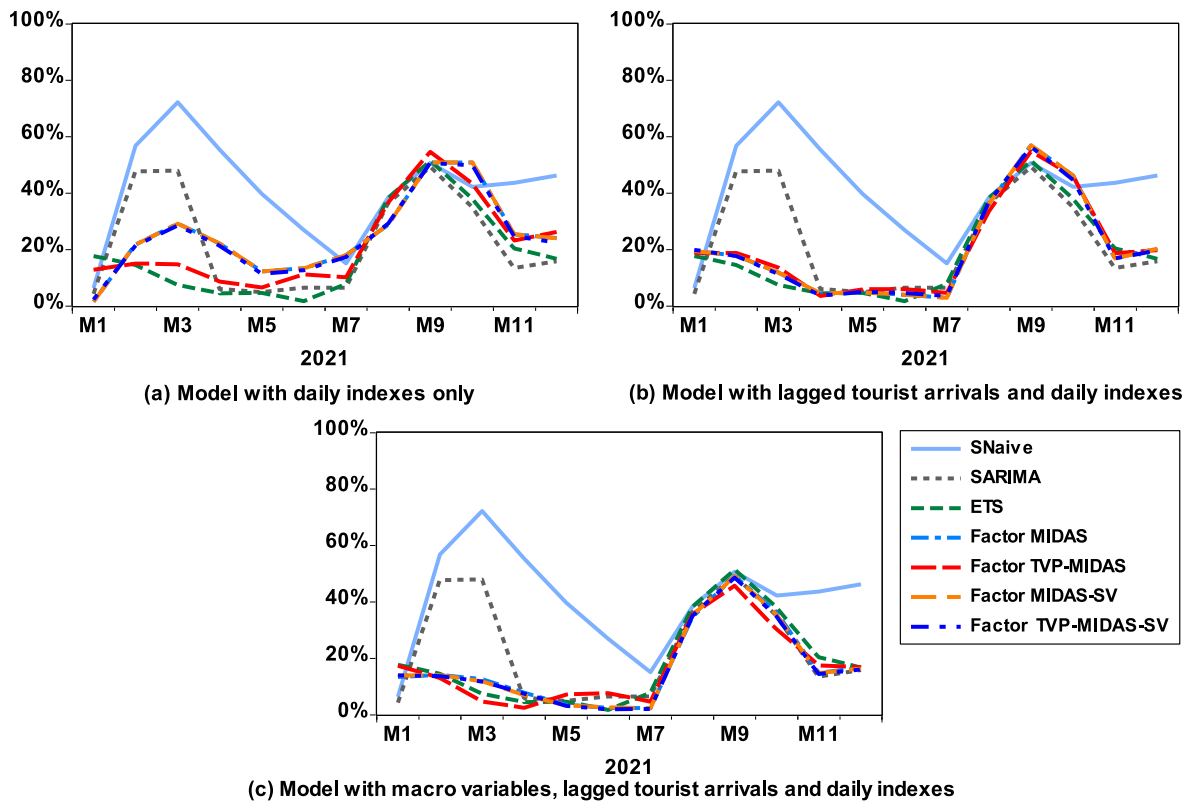 100%
80%
60%
40%
20%
0%
M1 M3 M5 M7 M9 M11
2021
(a) Model with daily indexes only
100%
80%
60%
40%
20%
0%
M1 M3 M5 M7 M9 M11
2021
(b) Model with lagged tourist arrivals and daily indexes
100%
80%
60%
40%
20%
0%
M1 M3 M5 M7 M9 M11
2021
(c) Model with macro variables, lagged tourist arrivals and daily indexes
SNaive
SARIMA
ETS
Factor MIDAS
Factor TVP-MIDAS
Factor MIDAS-SV
Factor TVP-MIDAS-SV